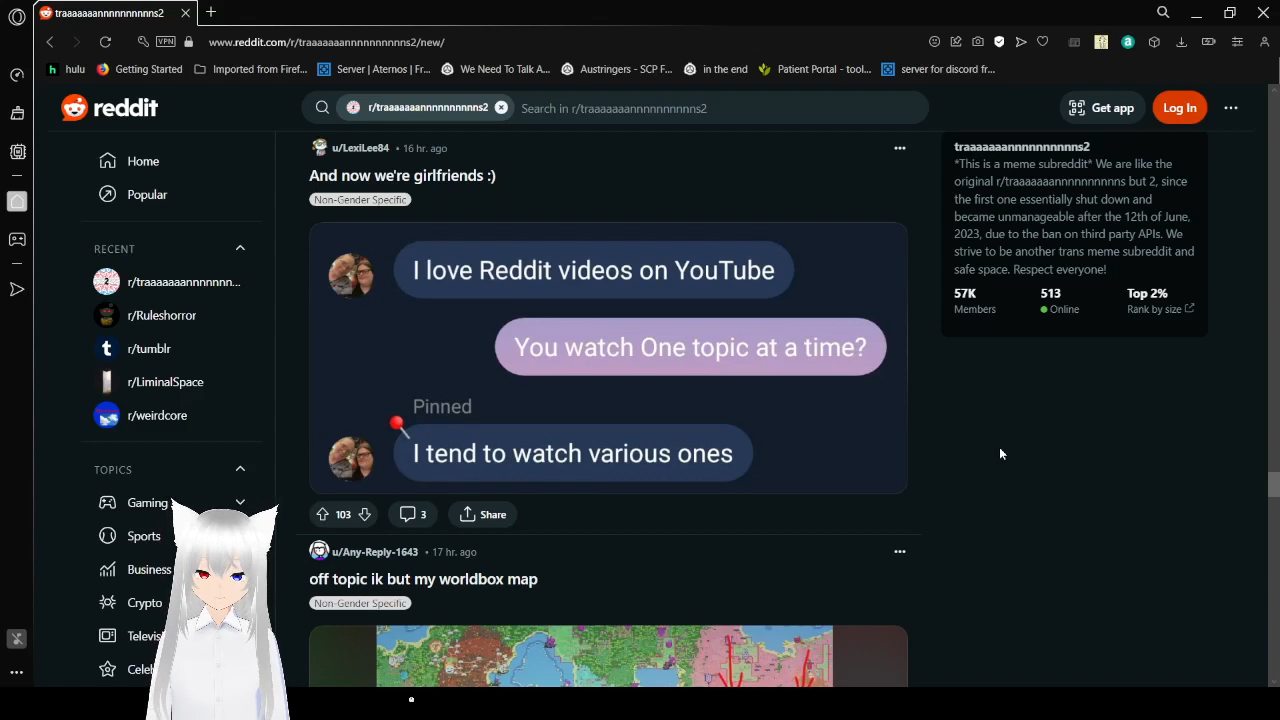 traaaaaaannnnnnnnnns2
www.reddit.com/r/traaaaaaannnnnnnnnns2/new/
VPN
hulu
Getting Started
Imported from Firef...
Server | Aternos | Fr...
We Need To Talk A...
Austringers - SCP F...
in the end
Patient Portal - tool...
server for discord fr...
reddit
r/traaaaaaannnnnnnnnns2
Search in r/traaaaaaannnnnnnnnns2
Get app
Log In
Home
Popular
RECENT
r/traaaaaaannnnnnn...
r/Ruleshorror
r/tumblr
r/LiminalSpace
r/weirdcore
TOPICS
Gaming
Sports
Business
Crypto
Televisi
Celeb
u/LexiLee84 • 16 hr. ago
And now we're girlfriends :)
Non-Gender Specific
I love Reddit videos on YouTube
You watch One topic at a time?
Pinned
I tend to watch various ones
103
3
Share
u/Any-Reply-1643 • 17 hr. ago
off topic ik but my worldbox map
Non-Gender Specific
traaaaaaannnnnnnnnns2
*This is a meme subreddit* We are like the
original r/traaaaaaannnnnnnnnns but 2, since
the first one essentially shut down and
became unmanageable after the 12th of June,
2023, due to the ban on third party APIs. We
strive to be another trans meme subreddit and
safe space. Respect everyone!
57K
513
Top 2%
Members
Online
Rank by size